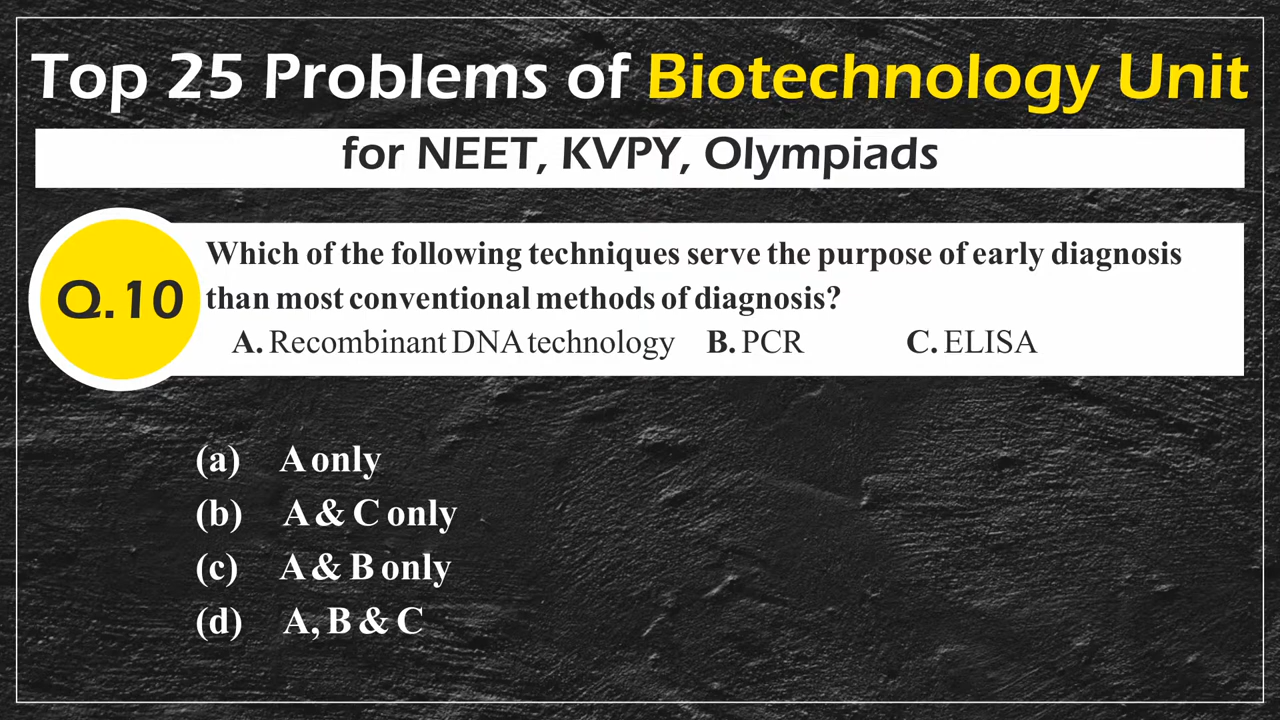 Top 25 Problems of Biotechnology Unit
for NEET, KVPY, Olympiads
Q.10
Which of the following techniques serve the purpose of early diagnosis
than most conventional methods of diagnosis?
A. Recombinant DNA technology B. PCR C. ELISA
(a) A only
(b) A & C only
(c) A & B only
(d) A, B & C